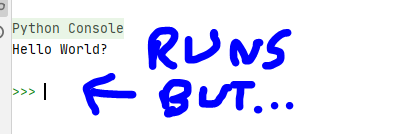 Python Console
Hello World?
RUNS
>>>
BUT...